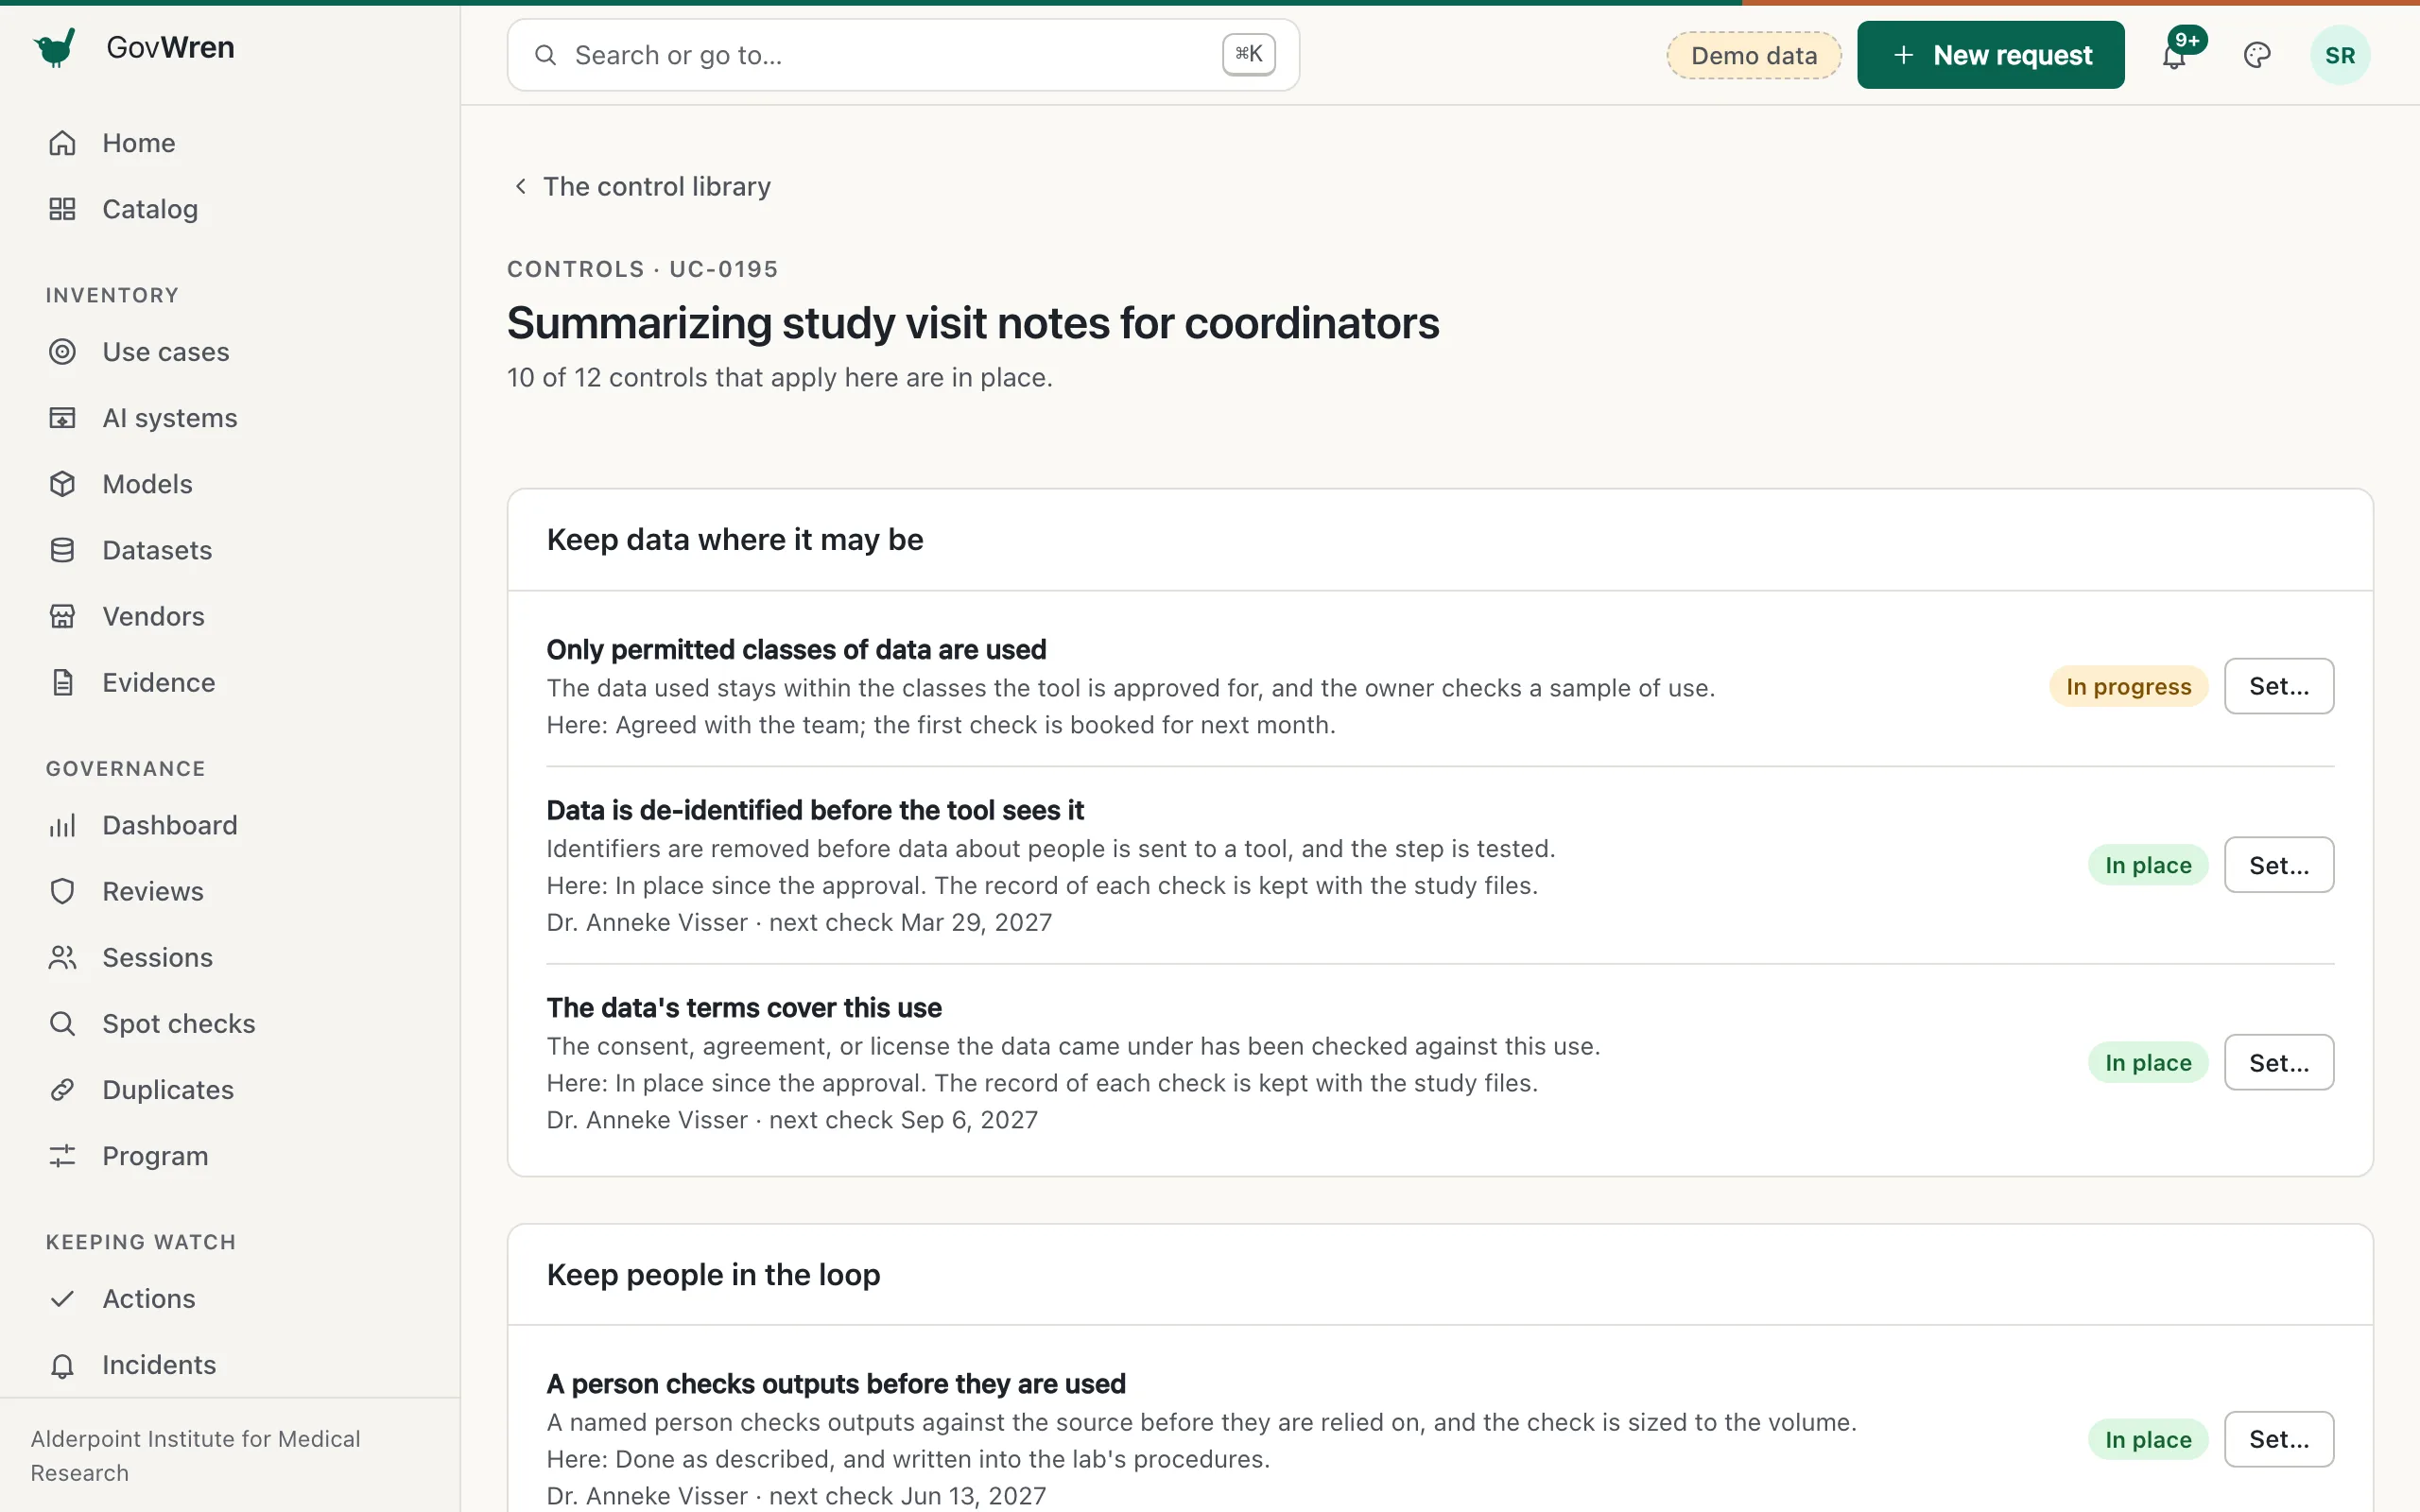 GovWren
Search or go to...
⌘K
Demo data
+ New request
9+
SR
Home
Catalog
INVENTORY
Use cases
AI systems
Models
Datasets
Vendors
Evidence
GOVERNANCE
Dashboard
Reviews
Sessions
Spot checks
Duplicates
Program
KEEPING WATCH
Actions
Incidents
Alderpoint Institute for Medical
Research
The control library
CONTROLS · UC-0195
Summarizing study visit notes for coordinators
10 of 12 controls that apply here are in place.
Keep data where it may be
Only permitted classes of data are used
The data used stays within the classes the tool is approved for, and the owner checks a sample of use.
Here: Agreed with the team; the first check is booked for next month.
In progress
Set...
Data is de-identified before the tool sees it
Identifiers are removed before data about people is sent to a tool, and the step is tested.
Here: In place since the approval. The record of each check is kept with the study files.
Dr. Anneke Visser · next check Mar 29, 2027
In place
Set...
The data's terms cover this use
The consent, agreement, or license the data came under has been checked against this use.
Here: In place since the approval. The record of each check is kept with the study files.
Dr. Anneke Visser · next check Sep 6, 2027
In place
Set...
Keep people in the loop
A person checks outputs before they are used
A named person checks outputs against the source before they are relied on, and the check is sized to the volume.
Here: Done as described, and written into the lab's procedures.
Dr. Anneke Visser · next check Jun 13, 2027
In place
Set...